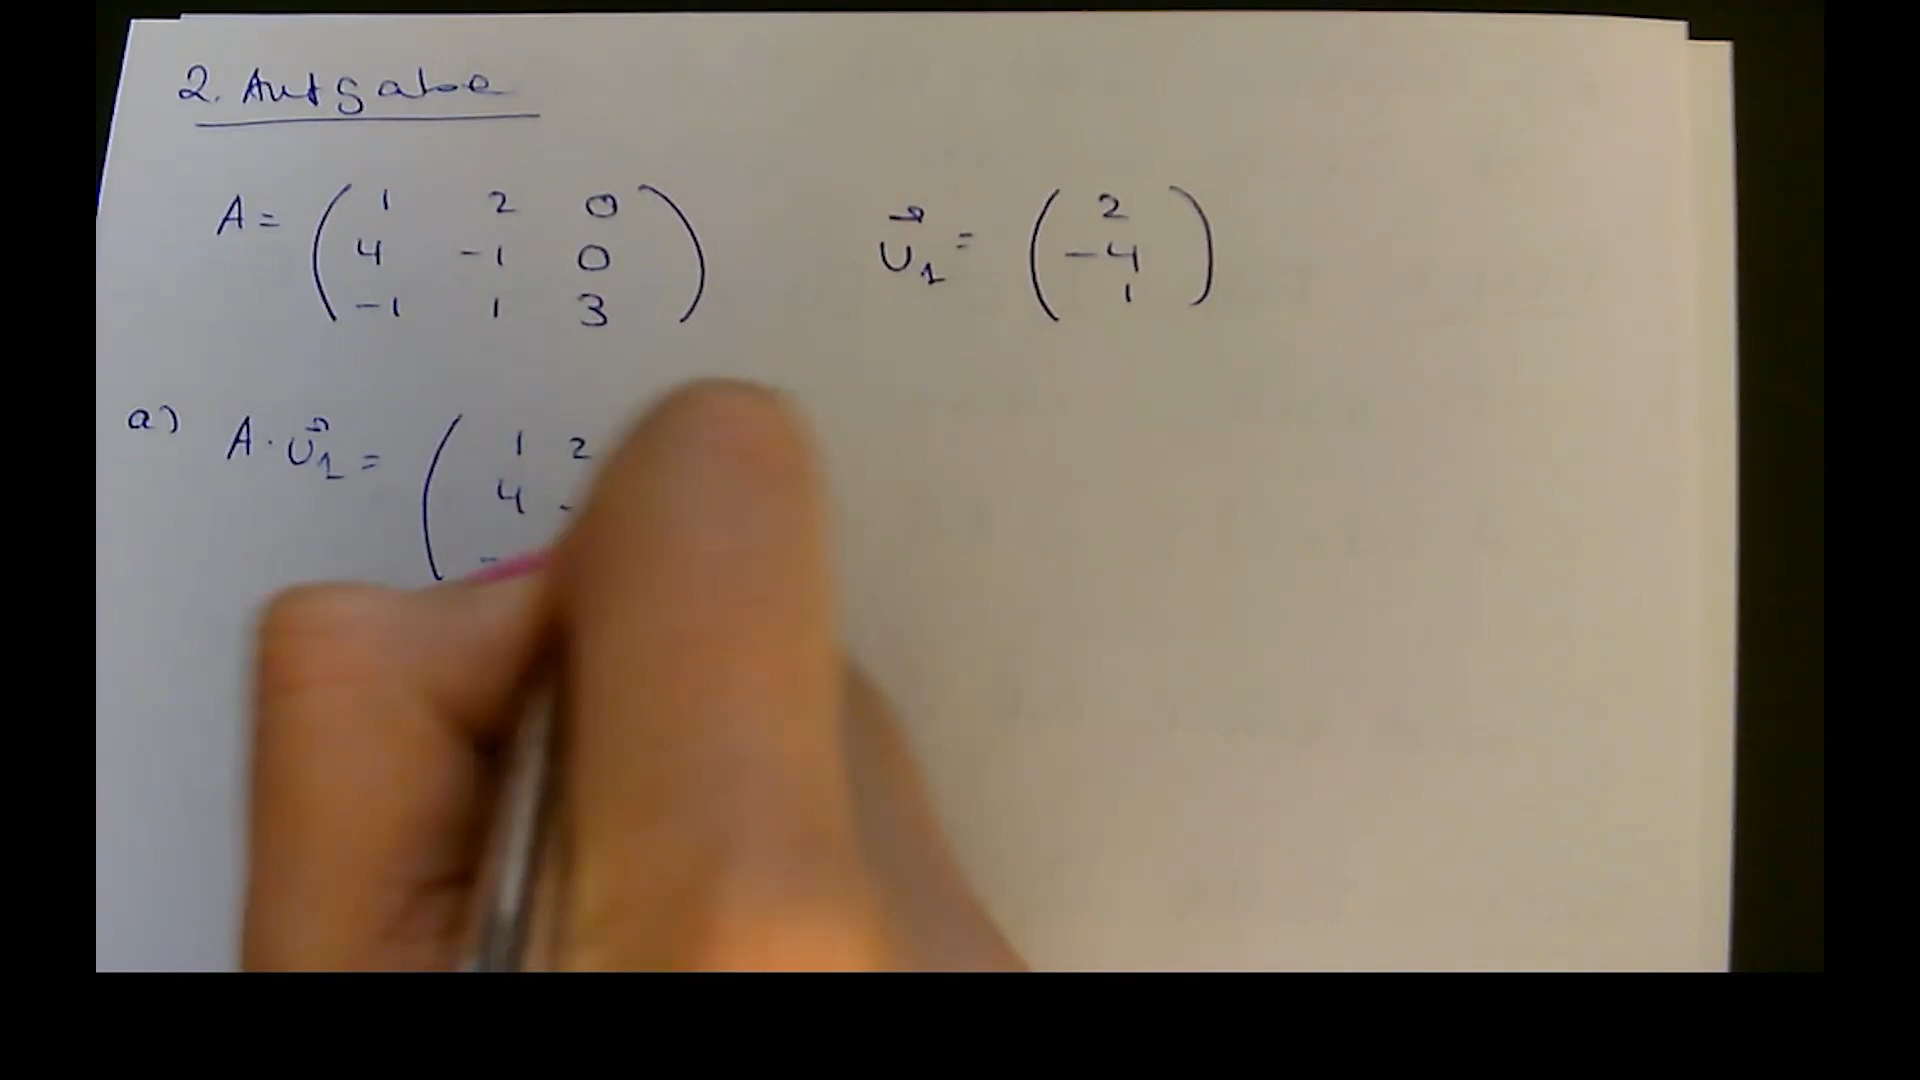 2. Aufgabe
A = ( 1 2 0
4 -1 0
-1 1 3 )
v⃗₁ = ( 2
-4
1 )
a) A · v⃗₁ = ( 1 2
4 -
-